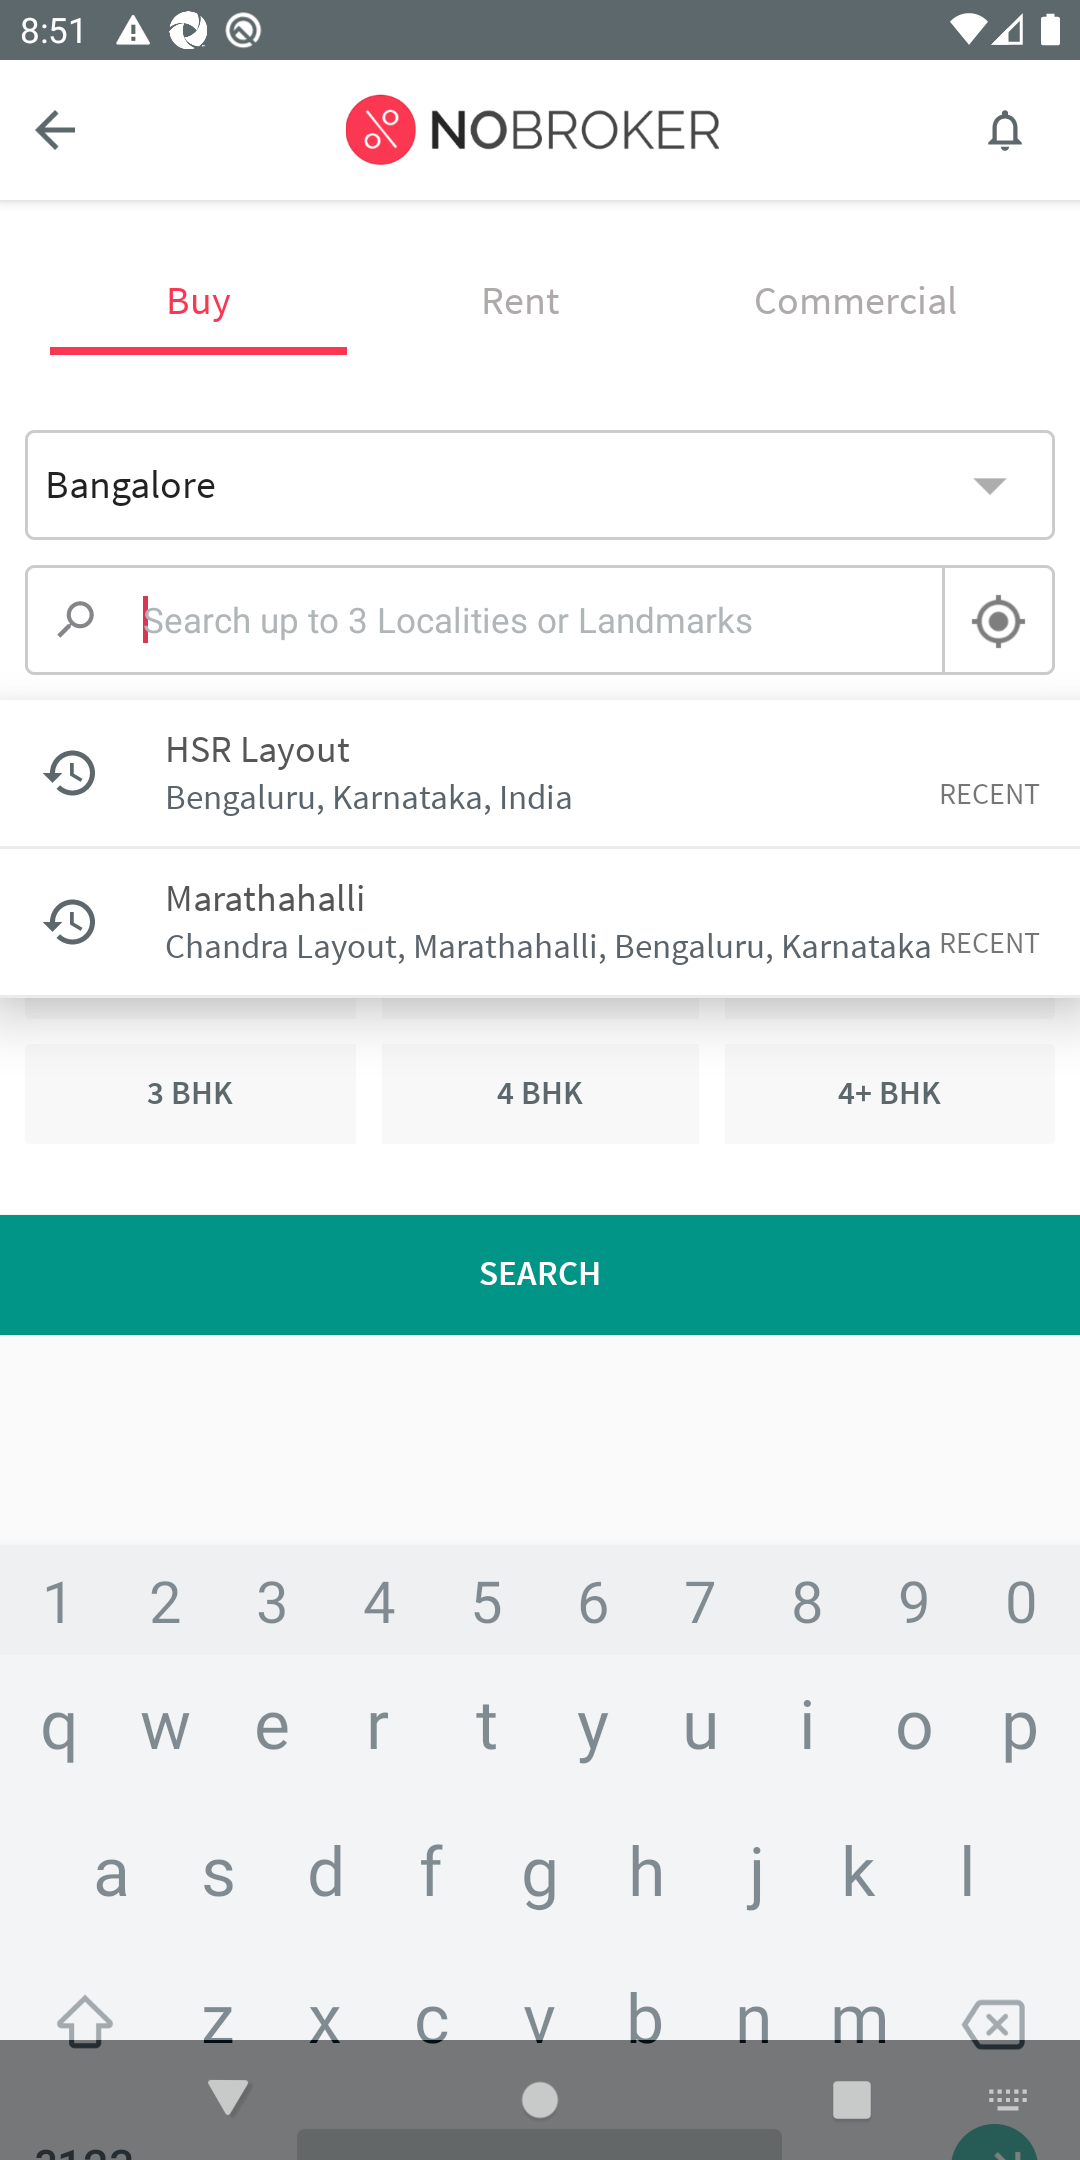 8:51
NOBROKER
Buy Rent Commercial
Bangalore
Search up to 3 Localities or Landmarks
HSR Layout
Bengaluru, Karnataka, India RECENT
Marathahalli
Chandra Layout, Marathahalli, Bengaluru, Karnataka RECENT
3 BHK 4 BHK 4+ BHK
SEARCH
1 2 3 4 5 6 7 8 9 0
q w e r t y u i o p
a s d f g h j k l
z x c v b n m